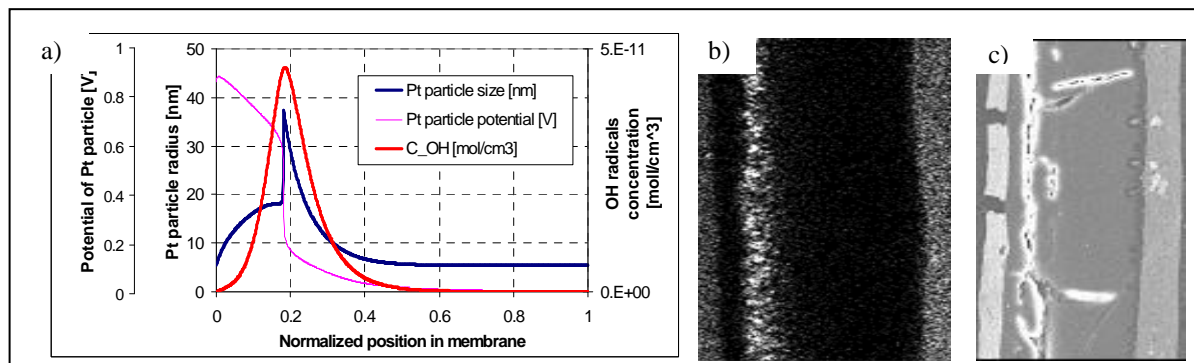 a)
b)
c)
Potential of Pt particle [V]
1
0.8
0.6
0.4
0.2
0
Pt particle radius [nm]
50
40
30
20
10
0
Pt particle size [nm]
Pt particle potential [V]
C_OH [mol/cm3]
5.E-11
0.E+00
OH radicals
concentration
[moll/cm^3]
0 0.2 0.4 0.6 0.8 1
Normalized position in membrane